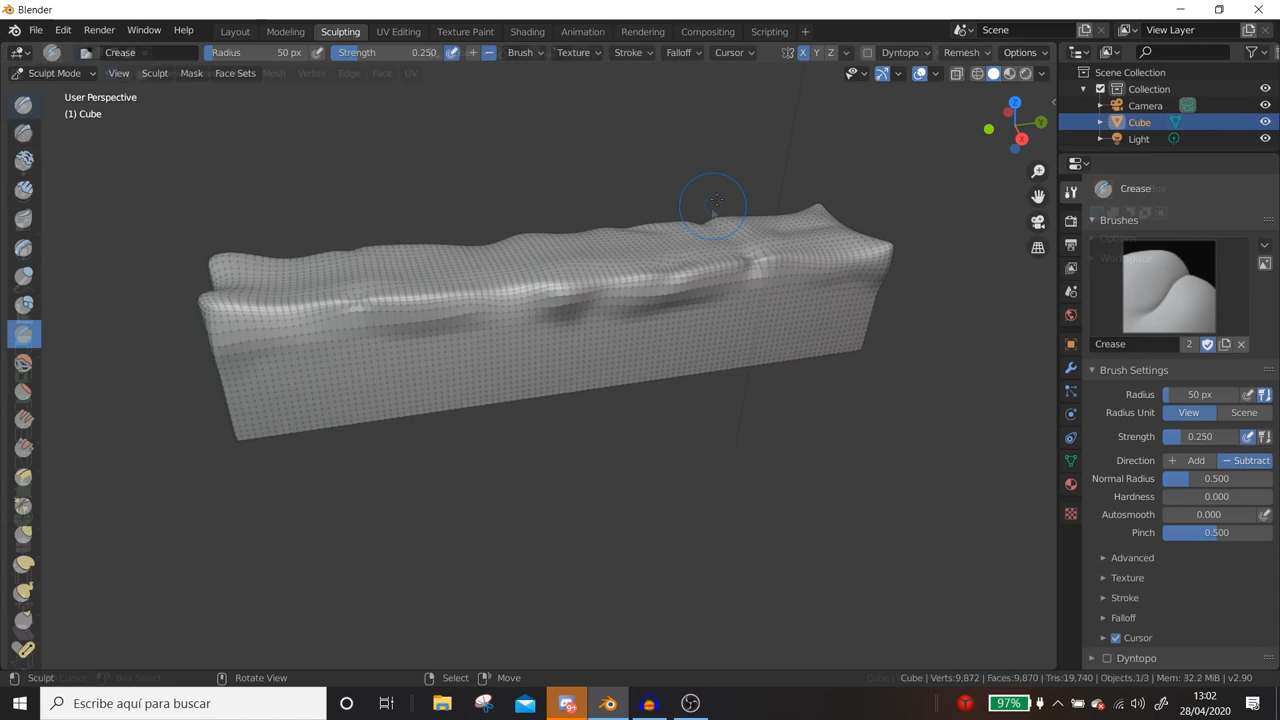 Blender
File Edit Render Window Help Layout Modeling Sculpting UV Editing Texture Paint Shading Animation Rendering Compositing Scripting + Scene View Layer
Crease Radius 50 px Strength 0.250 + − Brush Texture Stroke Falloff Cursor X Y Z Dyntopo Remesh Options
Sculpt Mode View Sculpt Mask Face Sets Mesh Vertex Edge Face UV
Scene Collection
Collection
Camera
Cube
Light
User Perspective
(1) Cube
Z
Y
X
Crease
Brushes
Options
Crease 2
Brush Settings
Radius 50 px
Radius Unit View Scene
Strength 0.250
Direction + Add − Subtract
Normal Radius 0.500
Hardness 0.000
Autosmooth 0.000
Pinch 0.500
Advanced
Texture
Stroke
Falloff
Cursor
Dyntopo
Sculpt Rotate View Select Move Cube | Verts:9,872 | Faces:9,870 | Tris:19,740 | Objects:1/3 | Mem: 32.2 MiB | v2.90
Escribe aquí para buscar 97% 13:02
28/04/2020